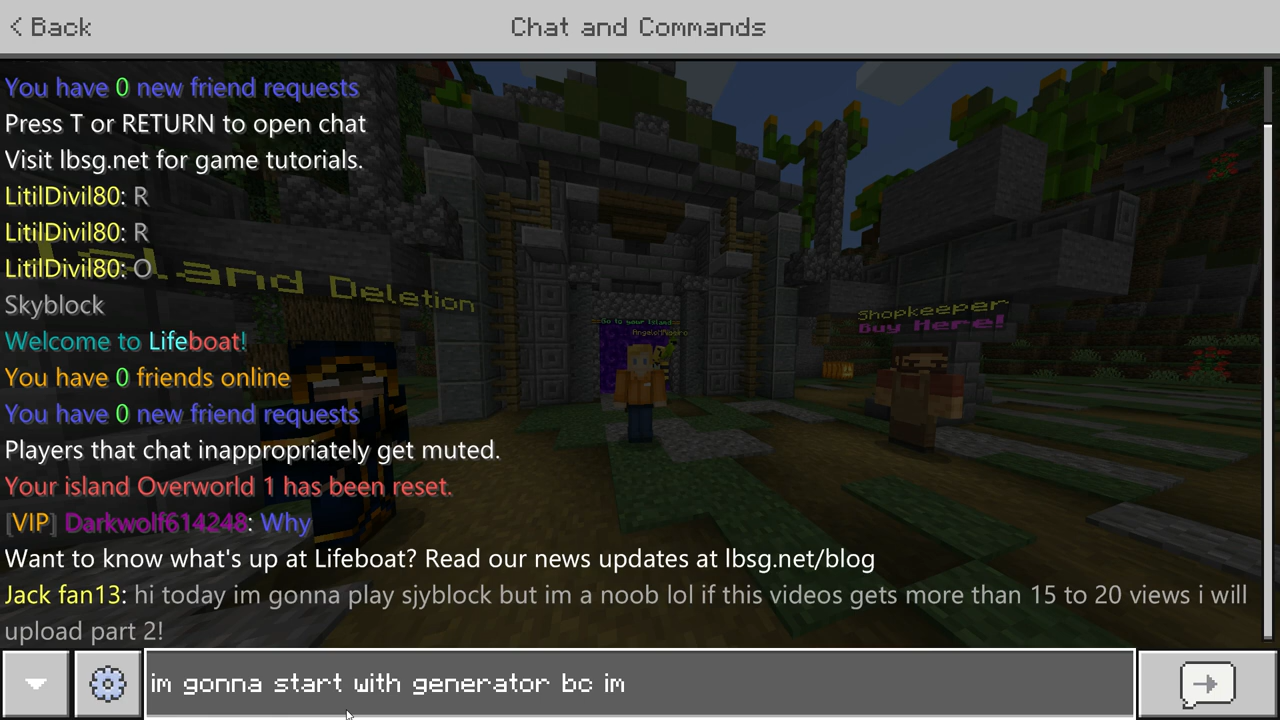 < Back
Chat and Commands
You have 0 new friend requests
Press T or RETURN to open chat
Visit lbsg.net for game tutorials.
LitilDivil80: R
LitilDivil80: R
LitilDivil80: O
Skyblock
Welcome to Lifeboat!
You have 0 friends online
You have 0 new friend requests
Players that chat inappropriately get muted.
Your island Overworld 1 has been reset.
[VIP] Darkwolf614248: Why
Want to know what's up at Lifeboat? Read our news updates at lbsg.net/blog
Jack fan13: hi today im gonna play sjyblock but im a noob lol if this videos gets more than 15 to 20 views i will
upload part 2!
Island Deletion
Go to your Island
Shopkeeper
Buy Here!
im gonna start with generator bc im